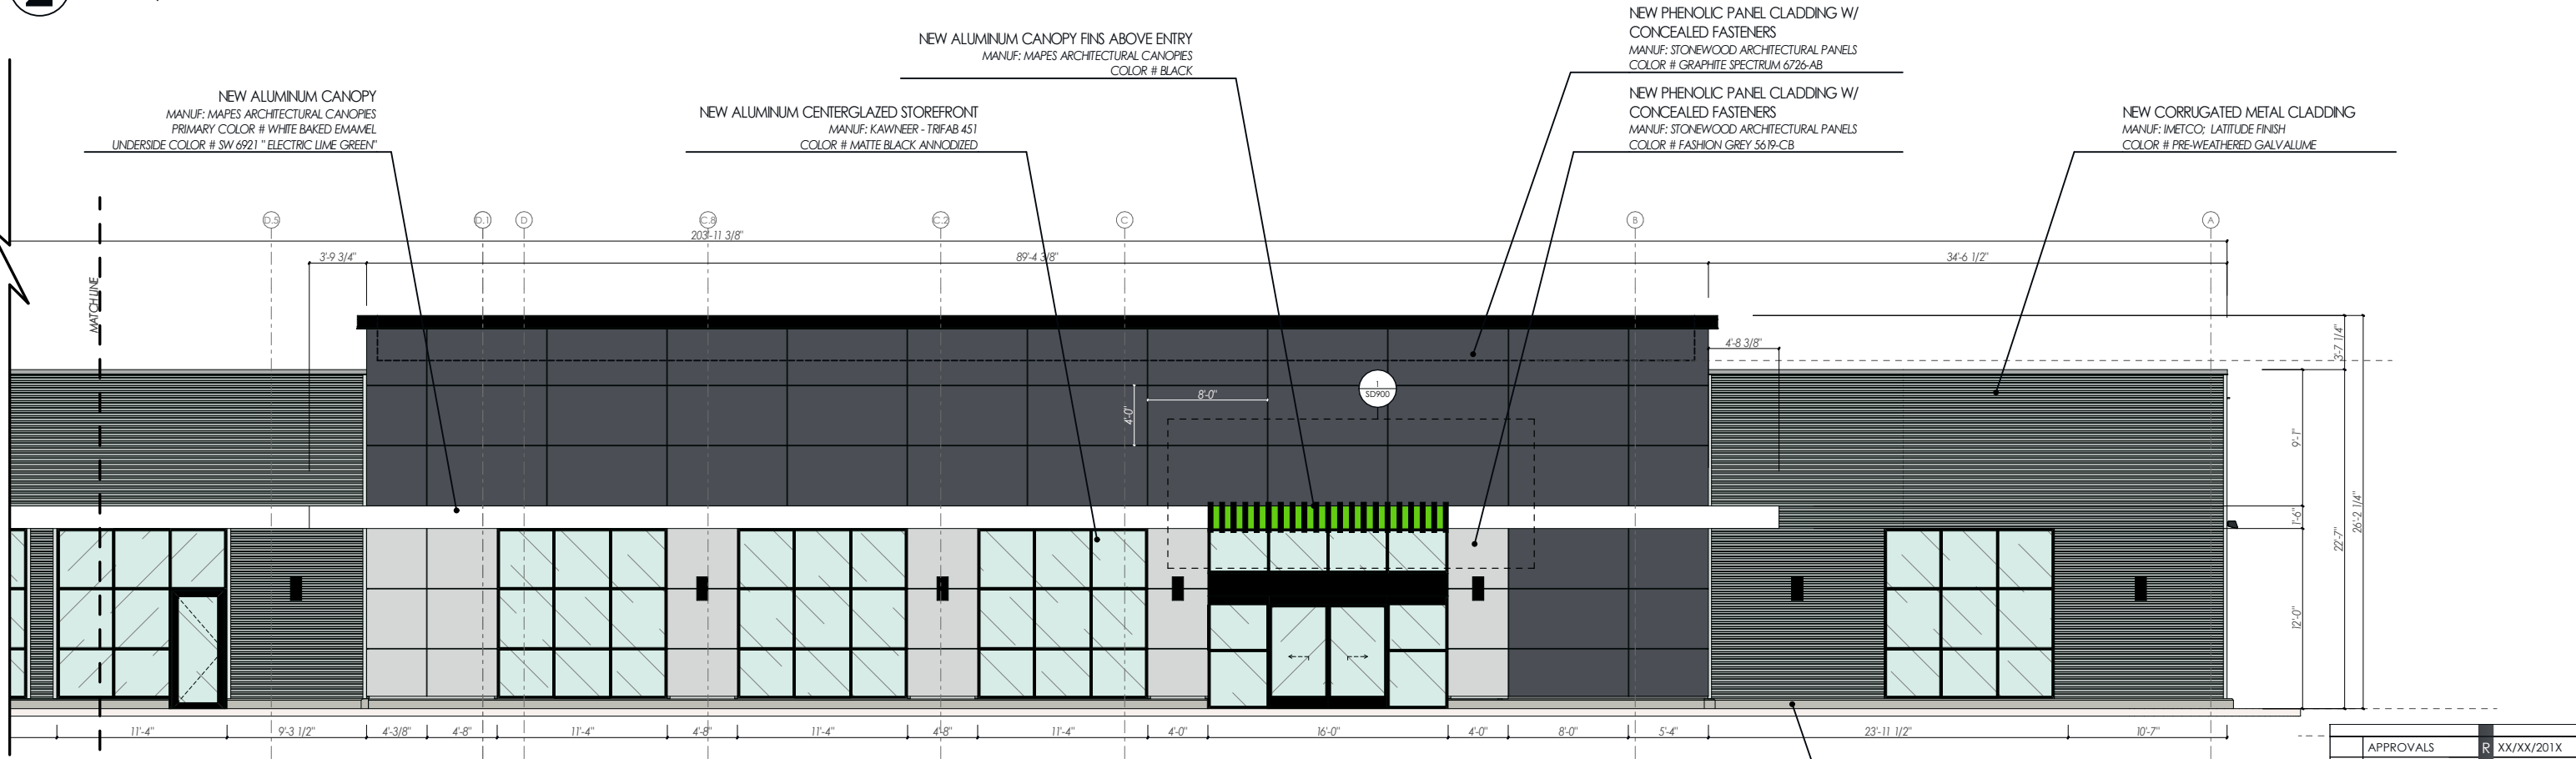 NEW PHENOLIC PANEL CLADDING W/
CONCEALED FASTENERS
MANUF: STONEWOOD ARCHITECTURAL PANELS
COLOR # GRAPHITE SPECTRUM 6726-AB
NEW ALUMINUM CANOPY FINS ABOVE ENTRY
MANUF: MAPES ARCHITECTURAL CANOPIES
COLOR # BLACK
NEW ALUMINUM CANOPY
MANUF: MAPES ARCHITECTURAL CANOPIES
PRIMARY COLOR # WHITE BAKED EMAMEL
UNDERSIDE COLOR # SW 6921 " ELECTRIC LIME GREEN"
NEW ALUMINUM CENTERGLAZED STOREFRONT
MANUF: KAWNEER - TRIFAB 451
COLOR # MATTE BLACK ANNODIZED
NEW PHENOLIC PANEL CLADDING W/
CONCEALED FASTENERS
MANUF: STONEWOOD ARCHITECTURAL PANELS
COLOR # FASHION GREY 5619-CB
NEW CORRUGATED METAL CLADDING
MANUF: IMETCO; LATITUDE FINISH
COLOR # PRE-WEATHERED GALVALUME
D.5 D.1 D C.8 C.2 C B A
203'-11 3/8"
3'-9 3/4" 89'-4 3/8" 34'-6 1/2"
MATCH LINE
4'-8 3/8"
3'-7 1/4"
1
SD900
8'-0"
4'-0"
9'-1"
1'-6"
26'-2 1/4"
22'-7"
12'-0"
11'-4" 9'-3 1/2" 4'-3/8" 4'-8" 11'-4" 4'-8" 11'-4" 4'-8" 11'-4" 4'-0" 16'-0" 4'-0" 8'-0" 5'-4" 23'-11 1/2" 10'-7"
APPROVALS R XX/XX/201X